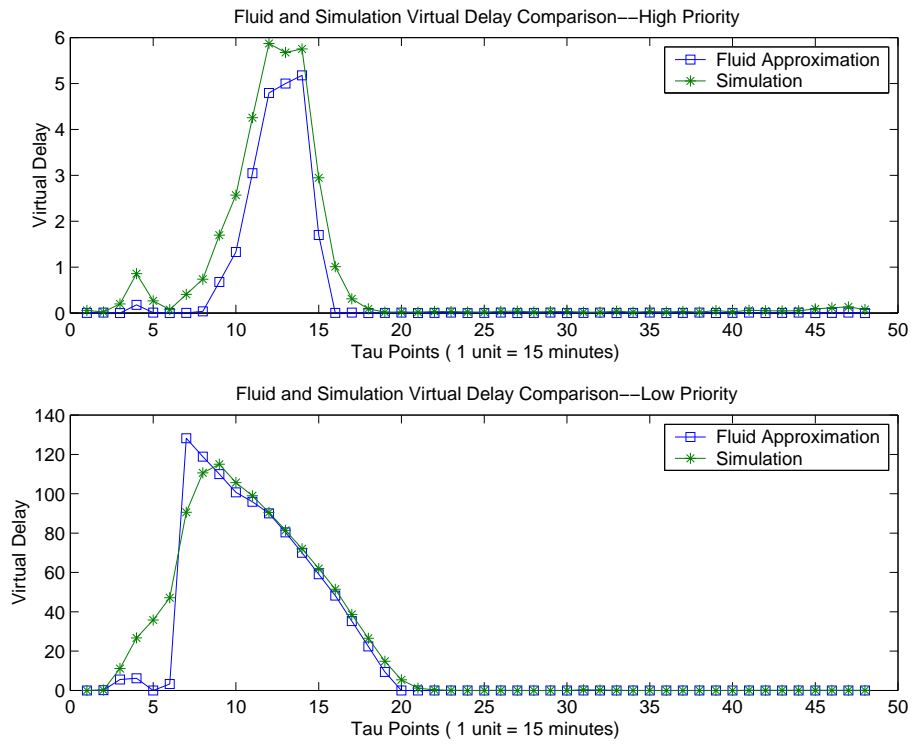 Fluid and Simulation Virtual Delay Comparison−−High Priority
6
5
4
3
2
1
0
Virtual Delay
Fluid Approximation
Simulation
0 5 10 15 20 25 30 35 40 45 50
Tau Points ( 1 unit = 15 minutes)
Fluid and Simulation Virtual Delay Comparison−−Low Priority
140
120
100
80
60
40
20
0
Virtual Delay
Fluid Approximation
Simulation
0 5 10 15 20 25 30 35 40 45 50
Tau Points ( 1 unit = 15 minutes)